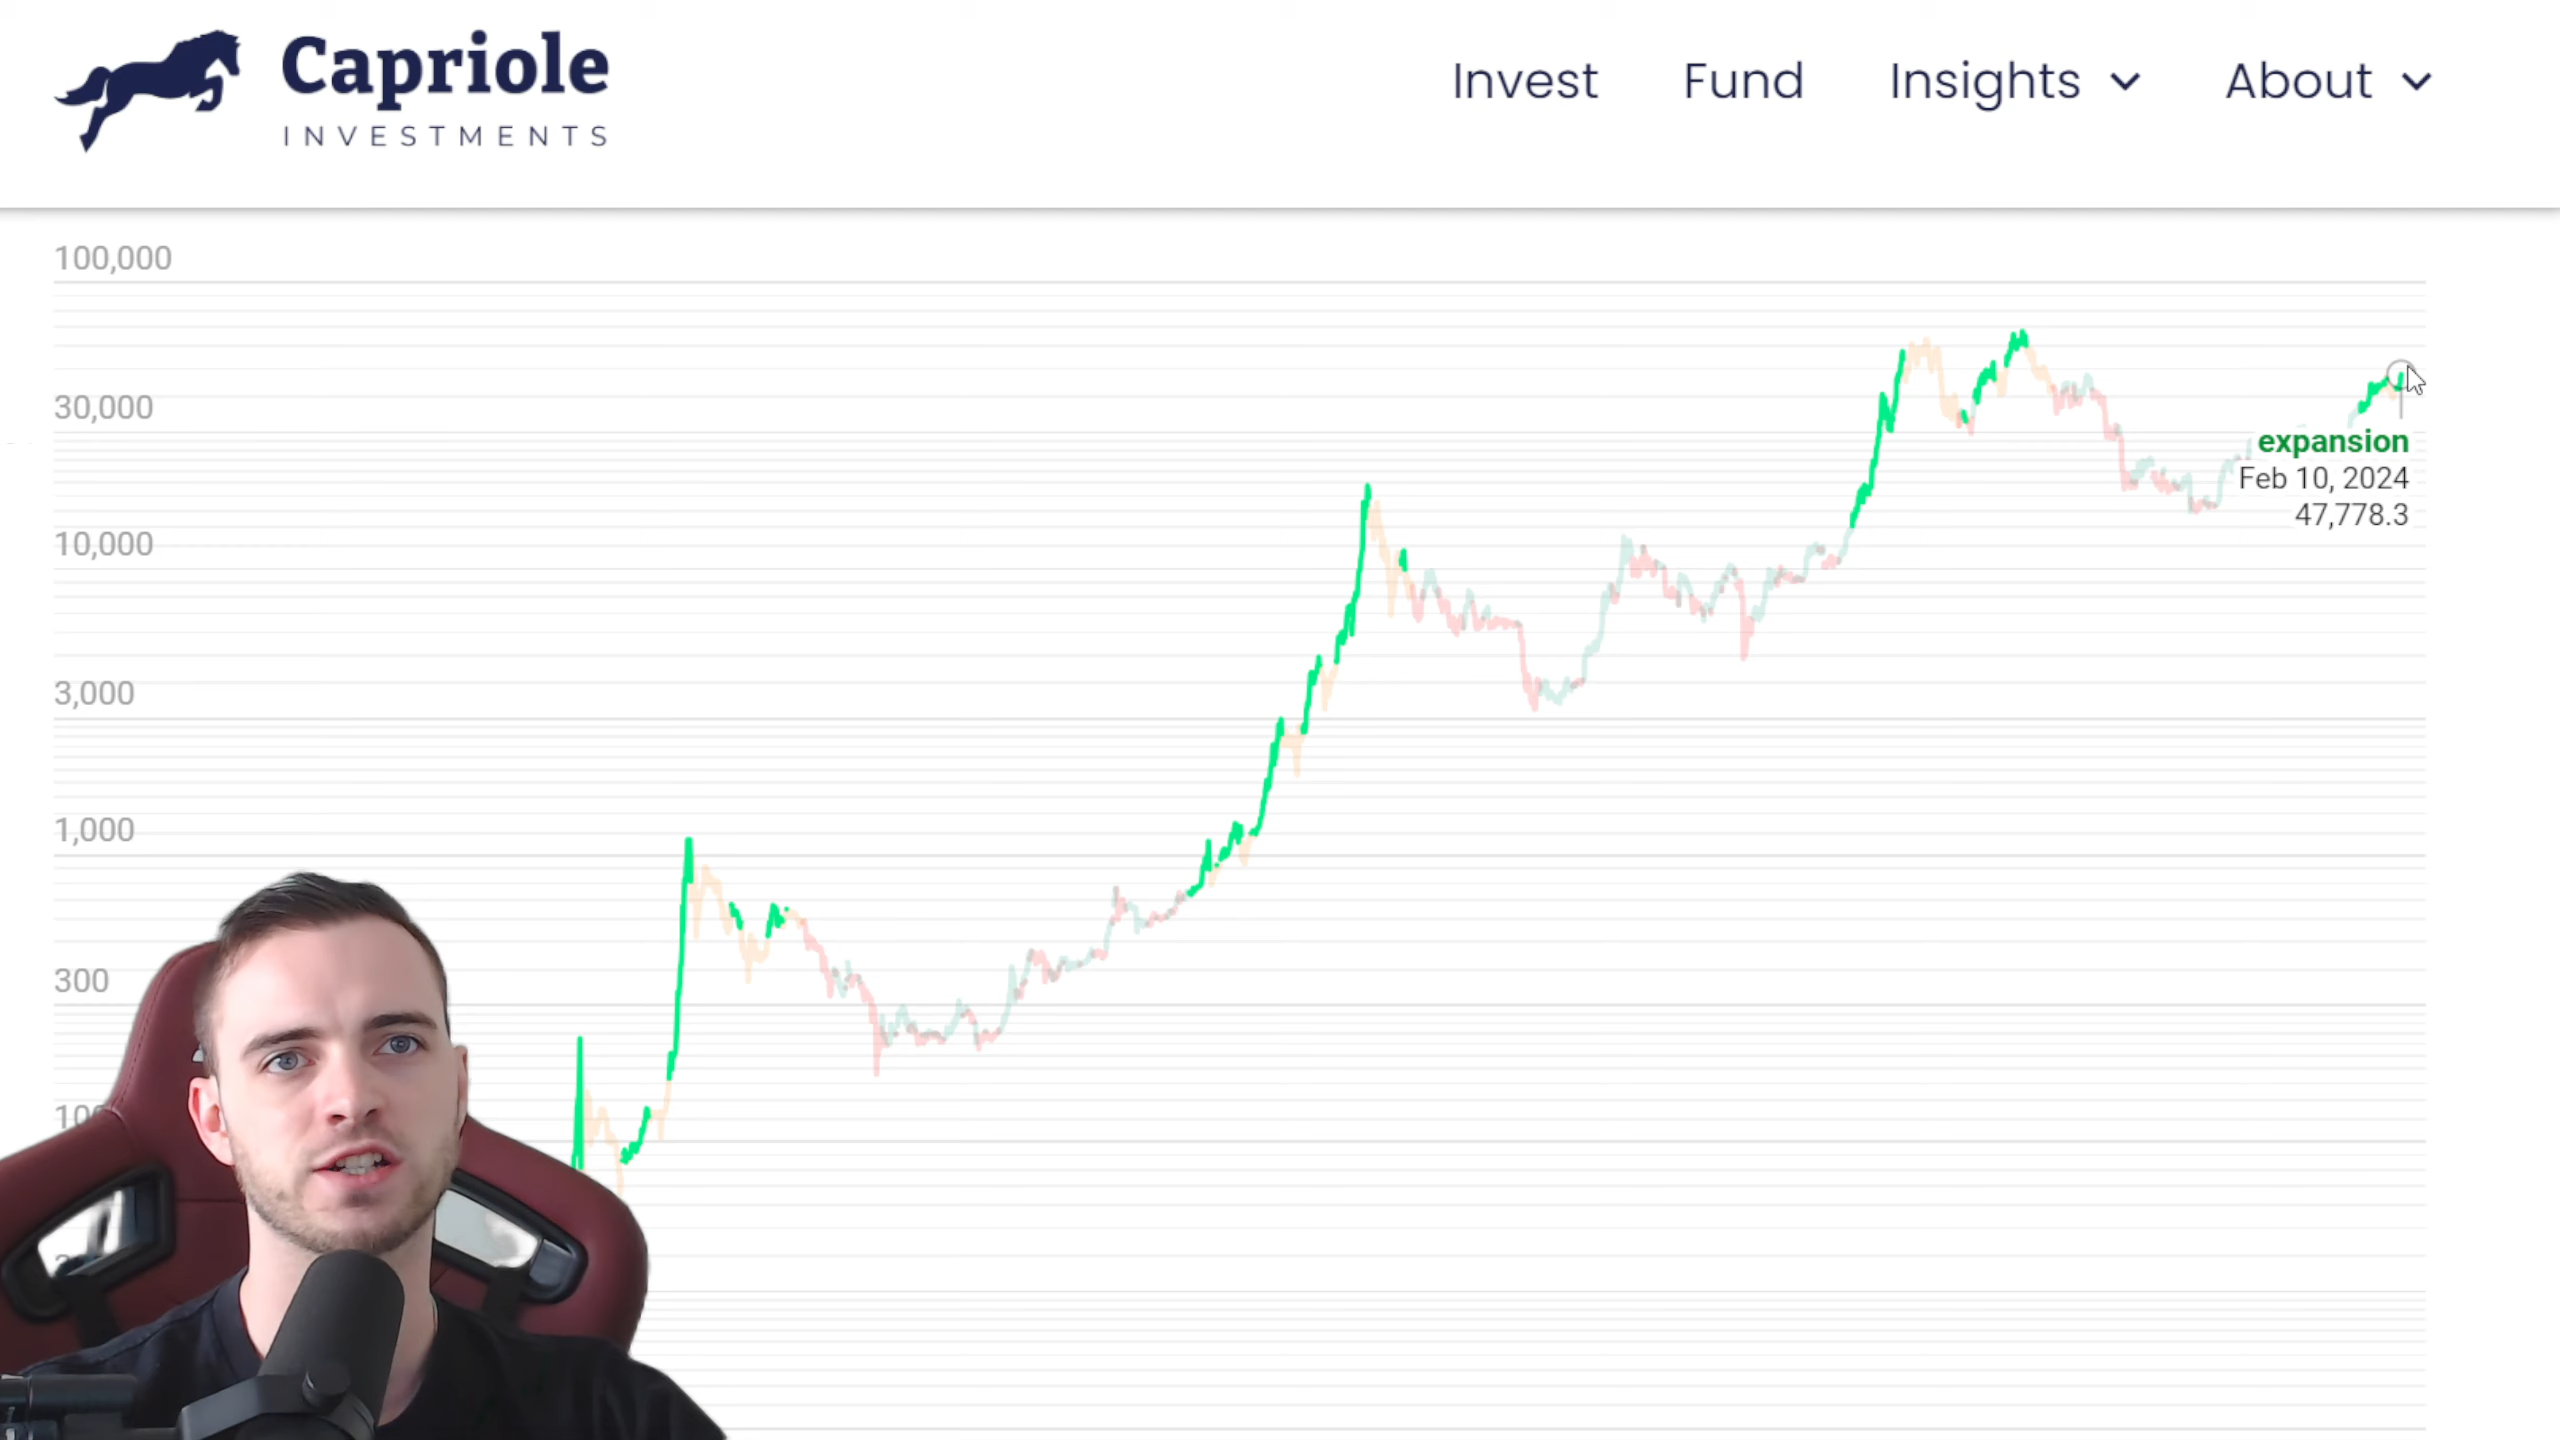 Capriole
INVESTMENTS
Invest Fund Insights About
100,000
30,000
expansion
Feb 10, 2024
47,778.3
10,000
3,000
1,000
300